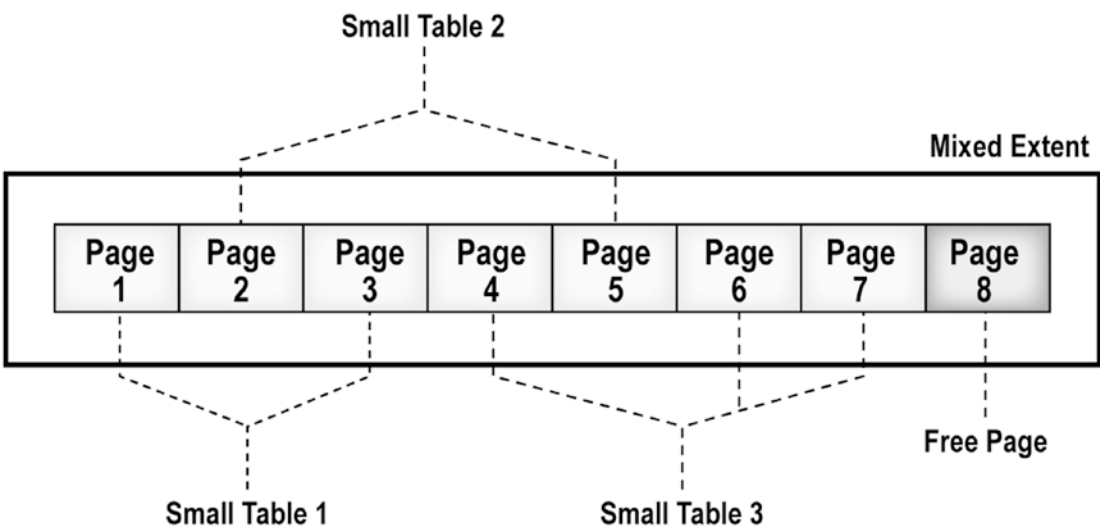 Small Table 2
Mixed Extent
Page 1
Page 2
Page 3
Page 4
Page 5
Page 6
Page 7
Page 8
Free Page
Small Table 1
Small Table 3